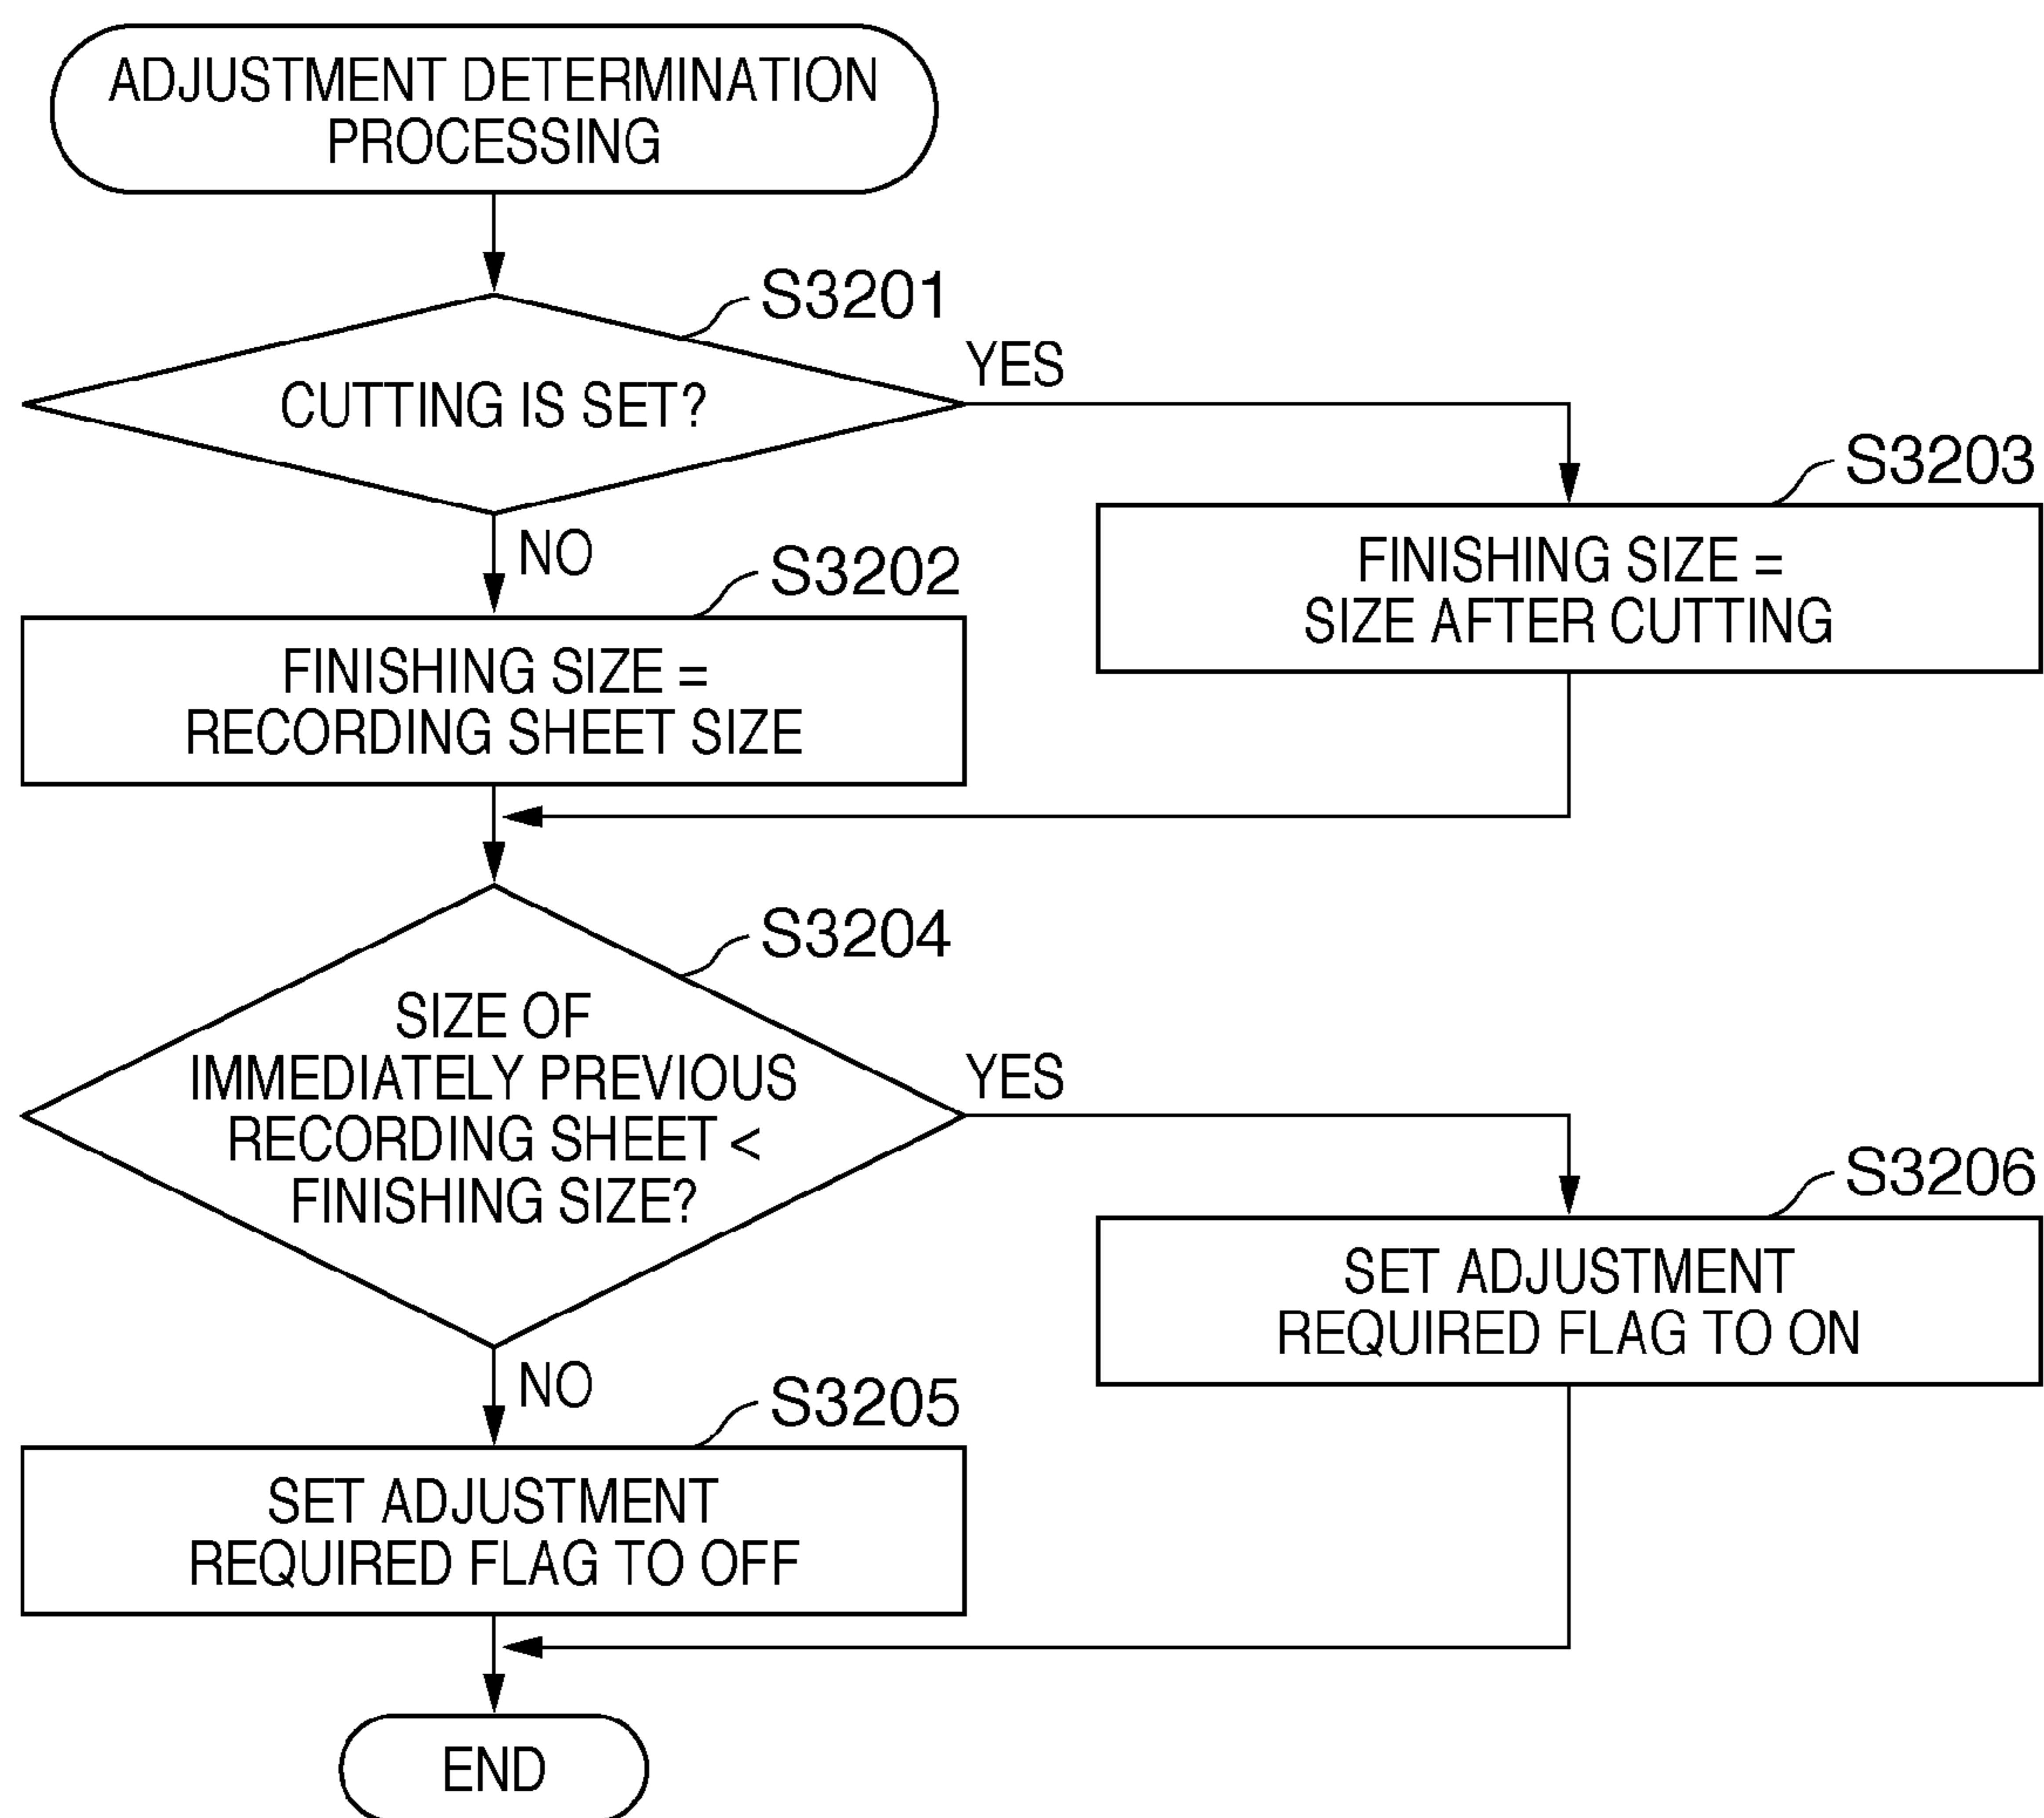 ADJUSTMENT DETERMINATION
PROCESSING
S3201
CUTTING IS SET?
YES
S3203
FINISHING SIZE =
SIZE AFTER CUTTING
NO
S3202
FINISHING SIZE =
RECORDING SHEET SIZE
S3204
SIZE OF
IMMEDIATELY PREVIOUS
RECORDING SHEET <
FINISHING SIZE?
YES
S3206
SET ADJUSTMENT
REQUIRED FLAG TO ON
NO
S3205
SET ADJUSTMENT
REQUIRED FLAG TO OFF
END